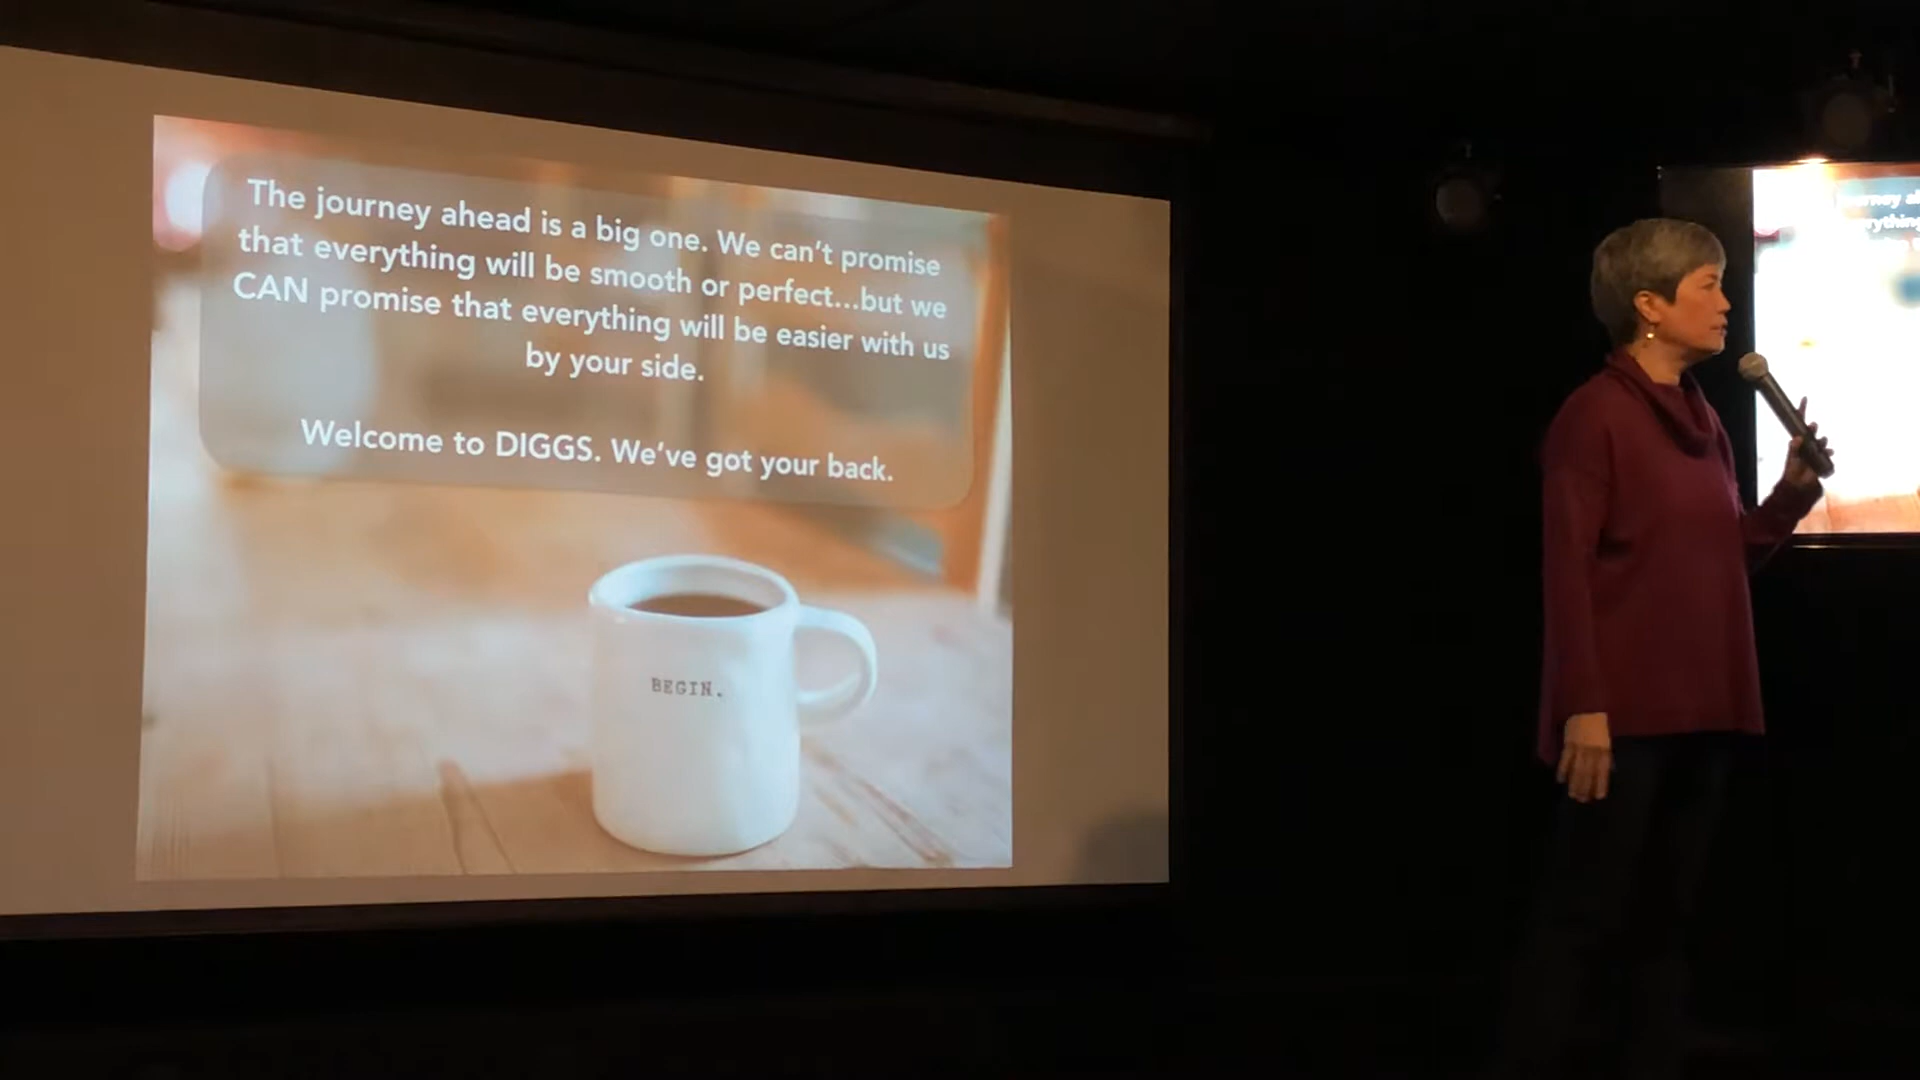 The journey ahead is a big one. We can't promise
that everything will be smooth or perfect...but we
CAN promise that everything will be easier with us
by your side.
Welcome to DIGGS. We've got your back.
BEGIN.